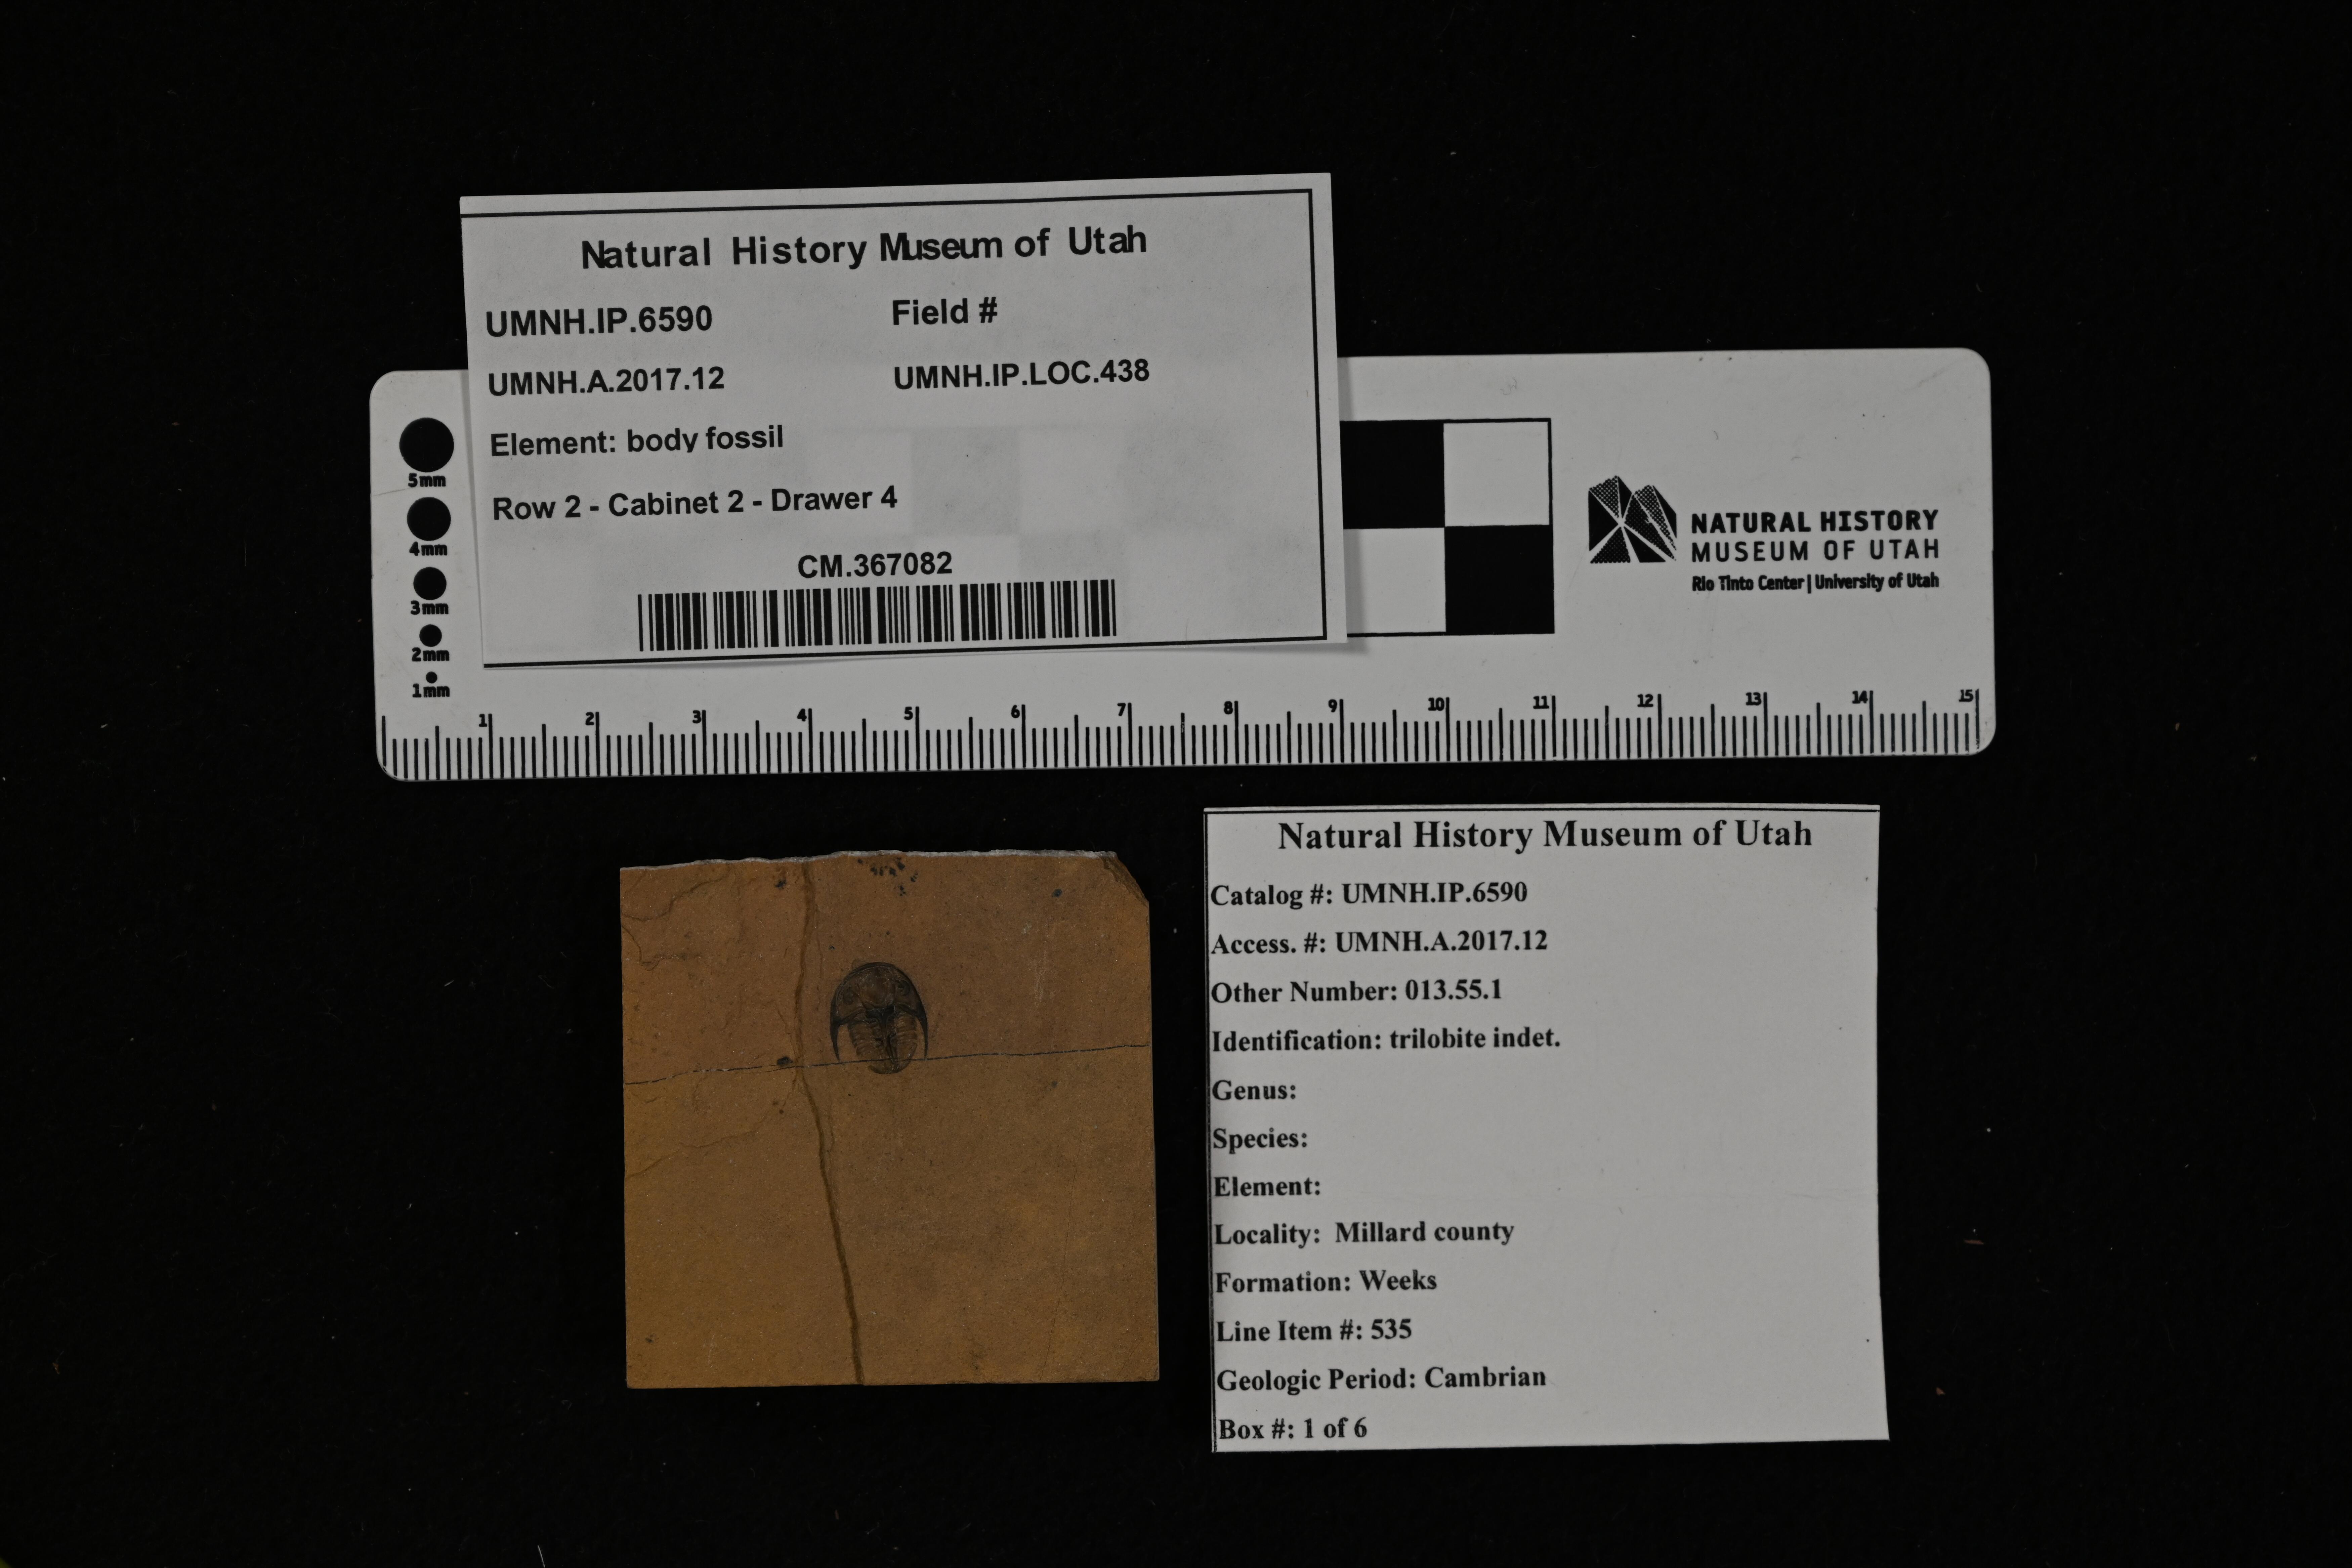 Natural History Museum of Utah
UMNH.IP.6590 Field #
UMNH.A.2017.12 UMNH.IP.LOC.438
Element: body fossil
Row 2 - Cabinet 2 - Drawer 4
CM.367082
5mm
4mm
3mm
2mm
1mm
NATURAL HISTORY
MUSEUM OF UTAH
Rio Tinto Center | University of Utah
1 2 3 4 5 6 7 8 9 10 11 12 13 14 15
Natural History Museum of Utah
Catalog #: UMNH.IP.6590
Access. #: UMNH.A.2017.12
Other Number: 013.55.1
Identification: trilobite indet.
Genus:
Species:
Element:
Locality: Millard county
Formation: Weeks
Line Item #: 535
Geologic Period: Cambrian
Box #: 1 of 6